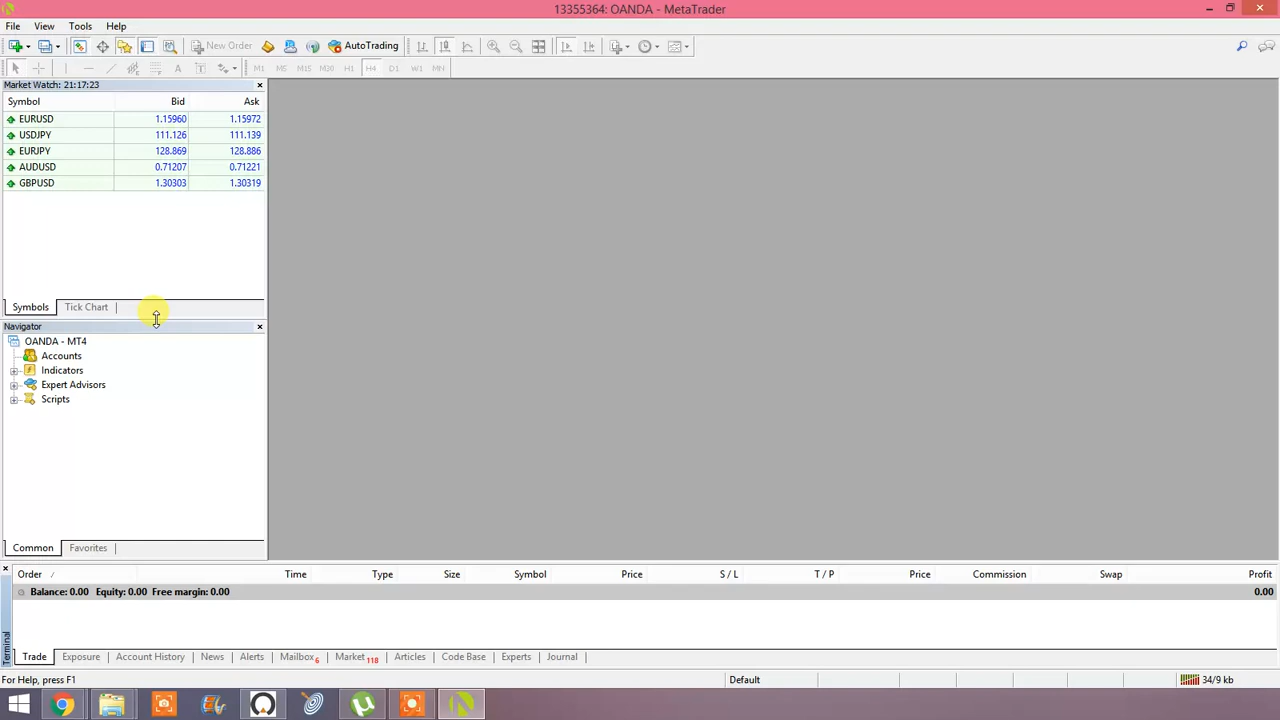 13355364: OANDA - MetaTrader
File View Tools Help
New Order AutoTrading
A T M1 M5 M15 M30 H1 H4 D1 W1 MN
Market Watch: 21:17:23
Symbol Bid Ask
EURUSD 1.15960 1.15972
USDJPY 111.126 111.139
EURJPY 128.869 128.886
AUDUSD 0.71207 0.71221
GBPUSD 1.30303 1.30319
Symbols Tick Chart
Navigator
OANDA - MT4
Accounts
Indicators
Expert Advisors
Scripts
Common Favorites
Terminal
Order / Time Type Size Symbol Price S / L T / P Price Commission Swap Profit
Balance: 0.00 Equity: 0.00 Free margin: 0.00 0.00
Trade Exposure Account History News Alerts Mailbox 6 Market 118 Articles Code Base Experts Journal
For Help, press F1 Default 34/9 kb